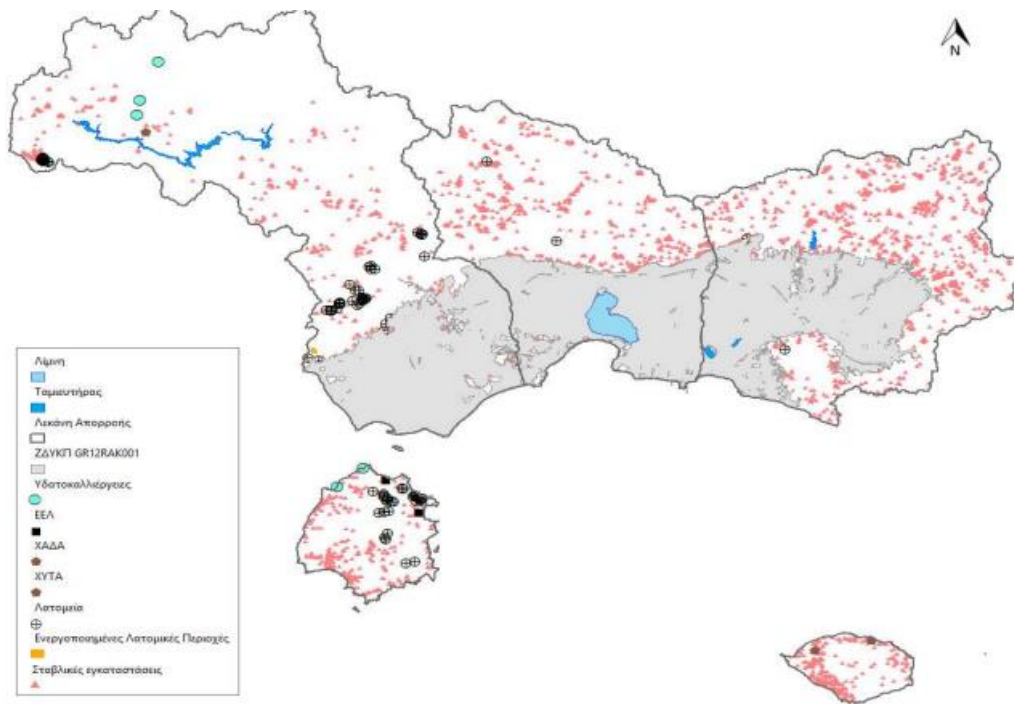 N
Λίμνη
Ταμιευτήρας
Λεκάνη Απορροής
ΖΔΥΚΠ GR12RAK001
Υδατοκαλλιέργειες
ΕΕΛ
ΧΑΔΑ
ΧΥΤΑ
Λατομεία
Ενεργοποιημένες Λατομικές Περιοχές
Σταβλικές εγκαταστάσεις